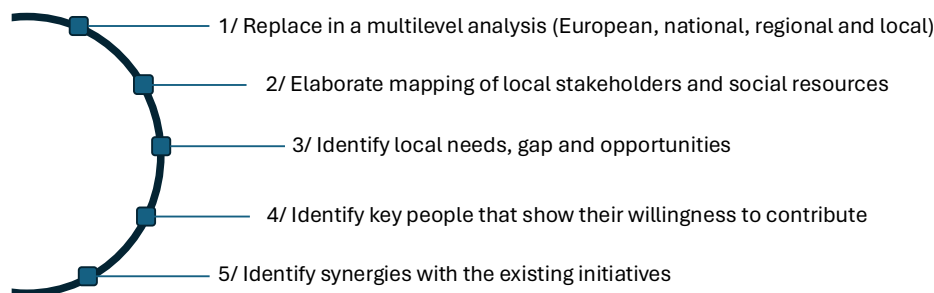 1/ Replace in a multilevel analysis (European, national, regional and local)
2/ Elaborate mapping of local stakeholders and social resources
3/ Identify local needs, gap and opportunities
4/ Identify key people that show their willingness to contribute
5/ Identify synergies with the existing initiatives